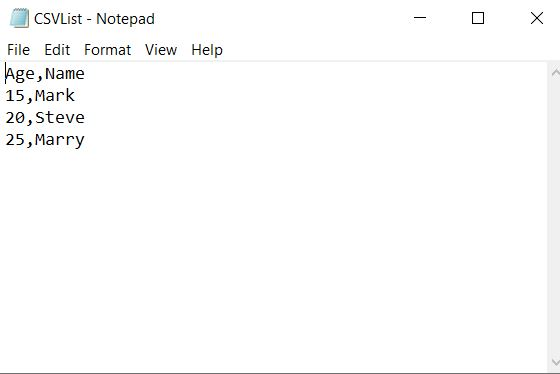 CSVList - Notepad
File Edit Format View Help
Age,Name
15,Mark
20,Steve
25,Marry